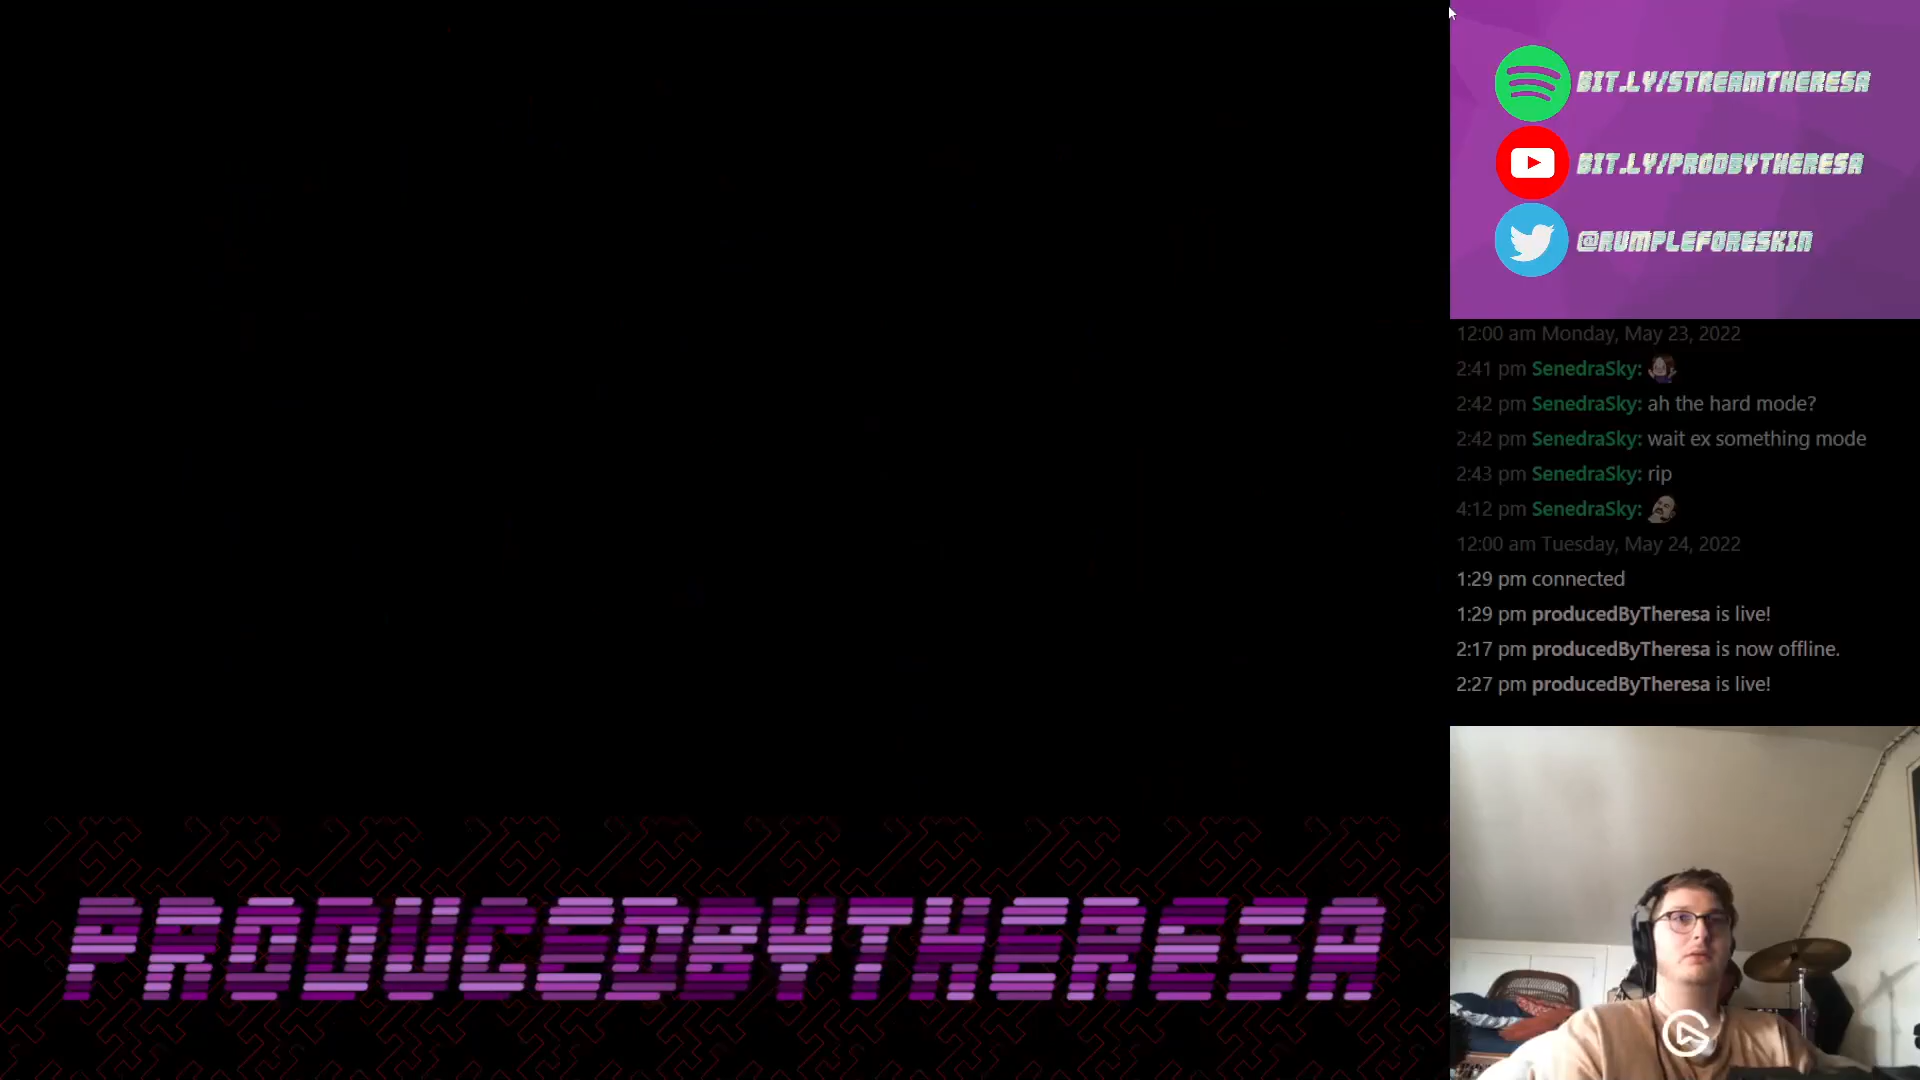 BIT.LY/STREAMTHERESA
BIT.LY/PRODBYTHERESA
@RUMPLEFORESKIN
12:00 am Monday, May 23, 2022
2:41 pm SenedraSky:
2:42 pm SenedraSky: ah the hard mode?
2:42 pm SenedraSky: wait ex something mode
2:43 pm SenedraSky: rip
4:12 pm SenedraSky:
12:00 am Tuesday, May 24, 2022
1:29 pm connected
1:29 pm producedByTheresa is live!
2:17 pm producedByTheresa is now offline.
2:27 pm producedByTheresa is live!
PRODUCEDBYTHERESA